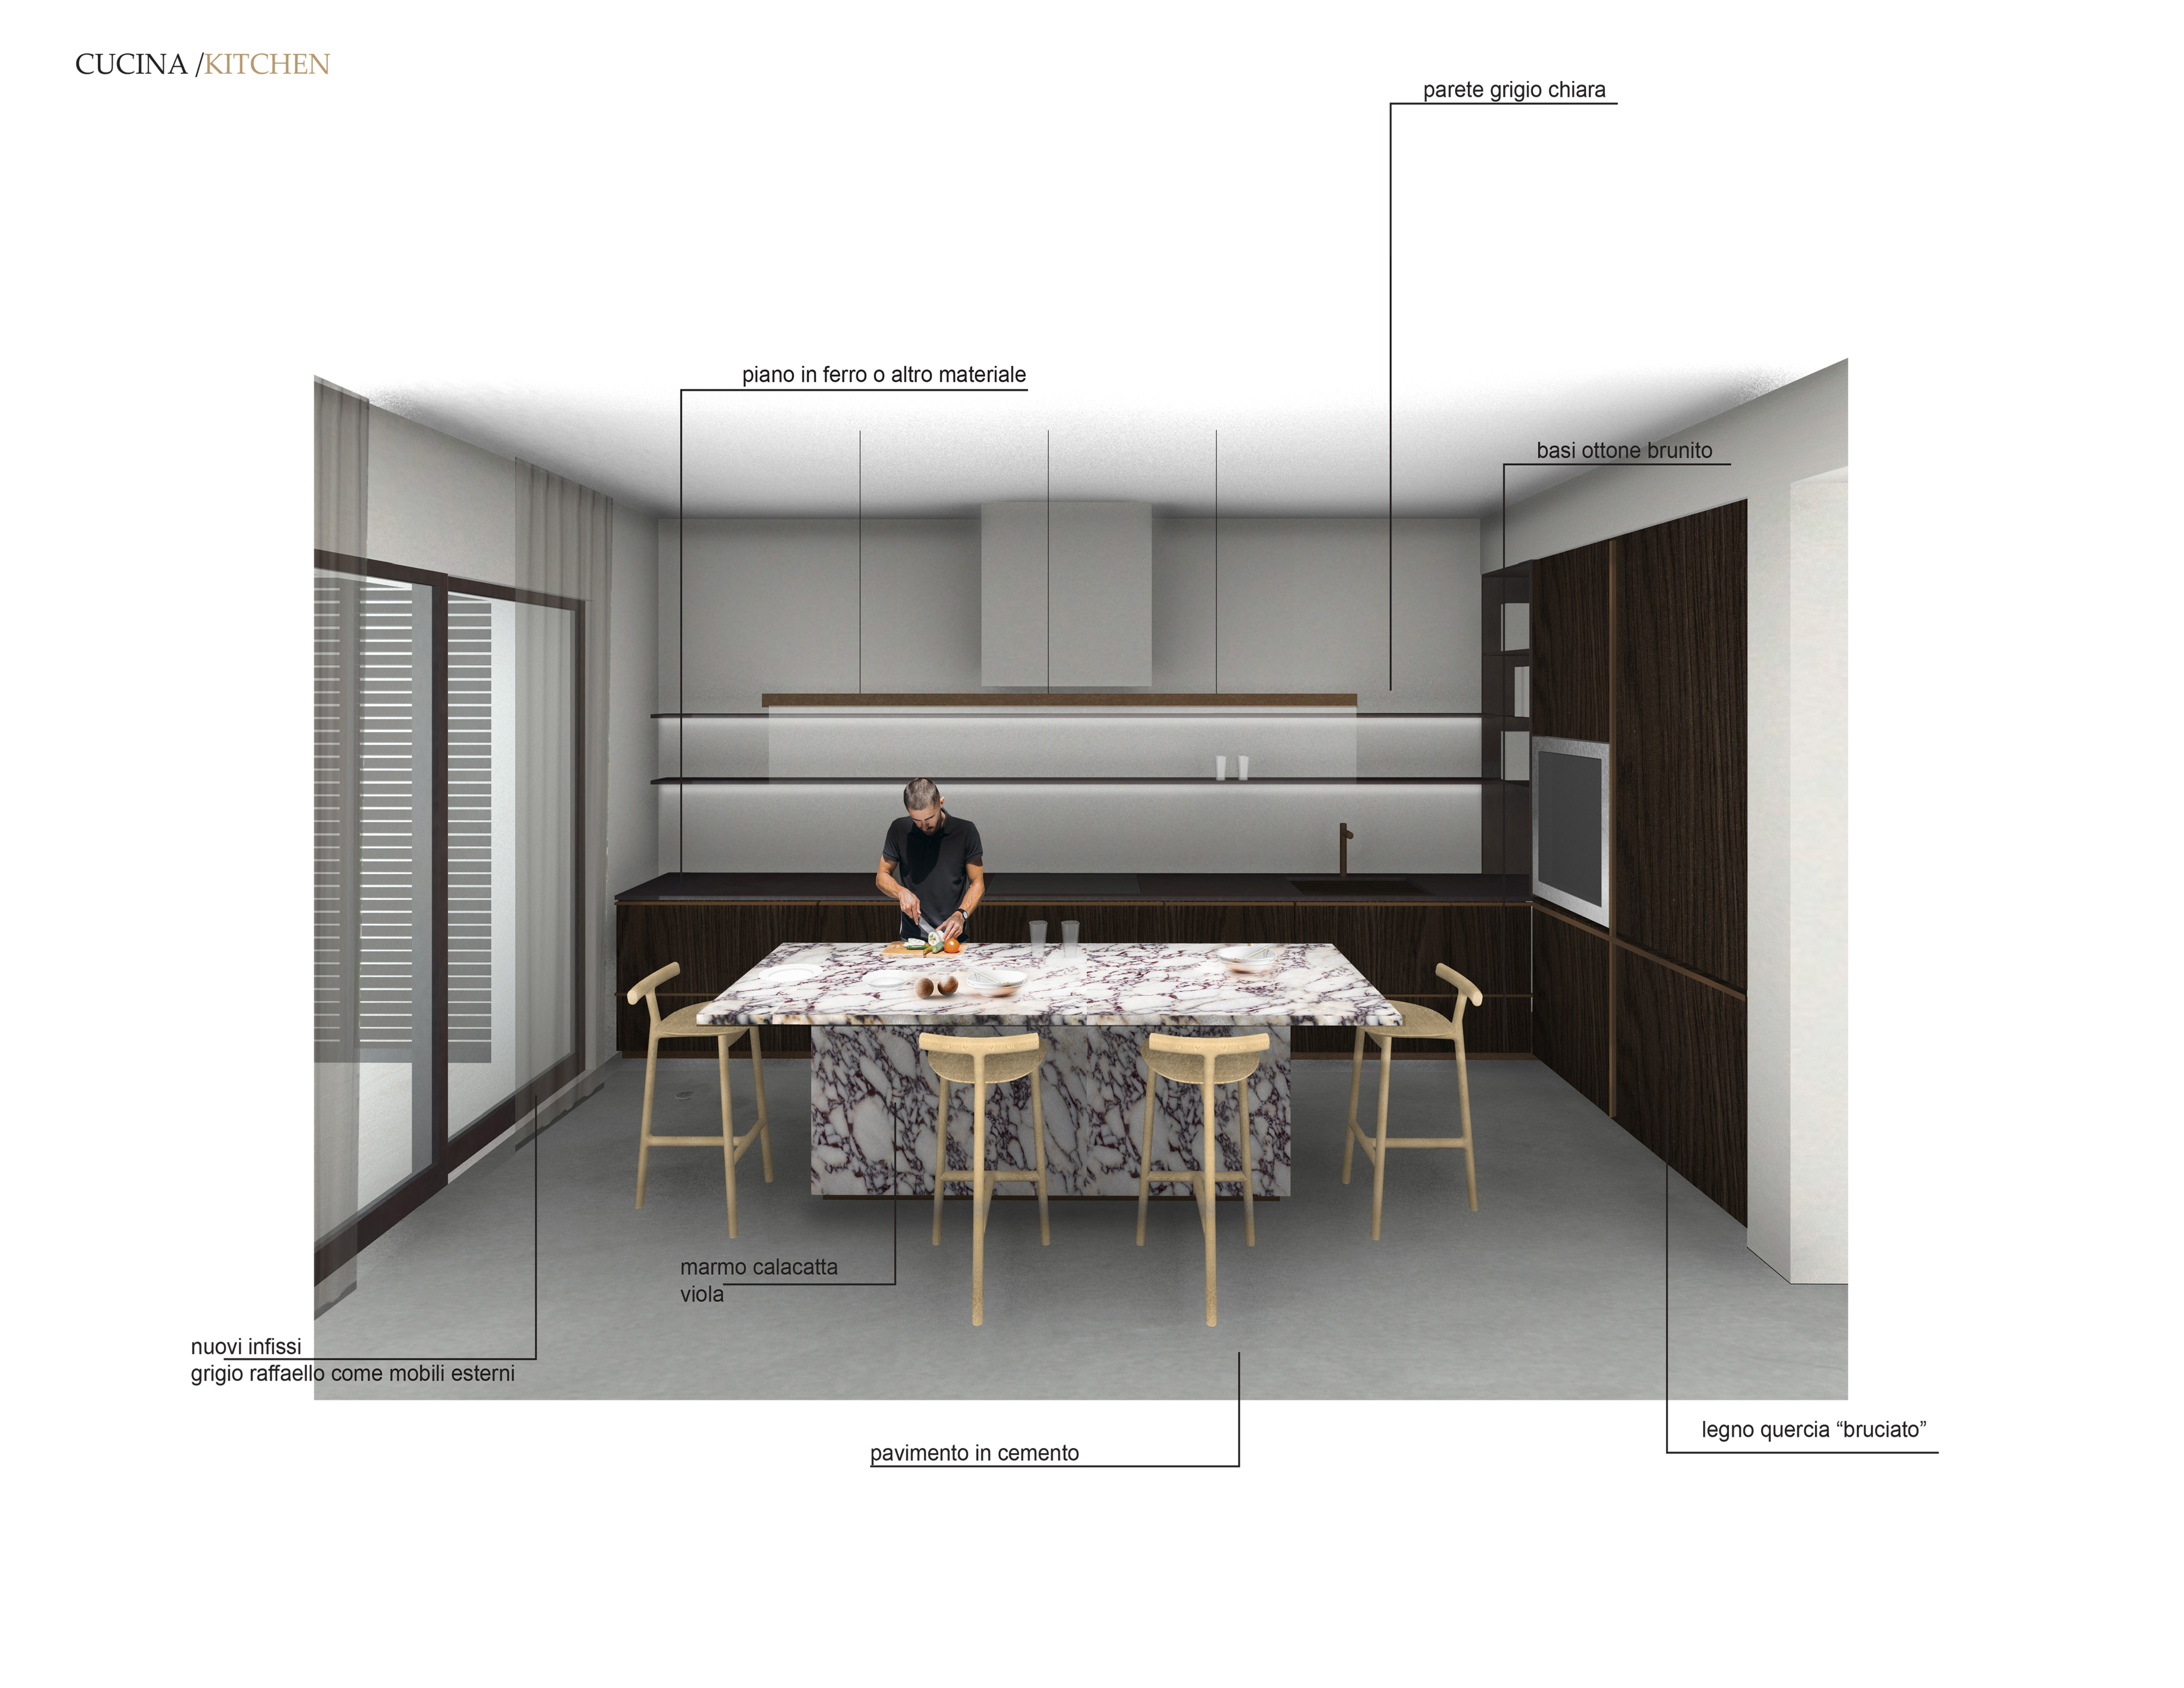 CUCINA /KITCHEN
parete grigio chiara
piano in ferro o altro materiale
basi ottone brunito
marmo calacatta
viola
nuovi infissi
grigio raffaello come mobili esterni
legno quercia “bruciato”
pavimento in cemento